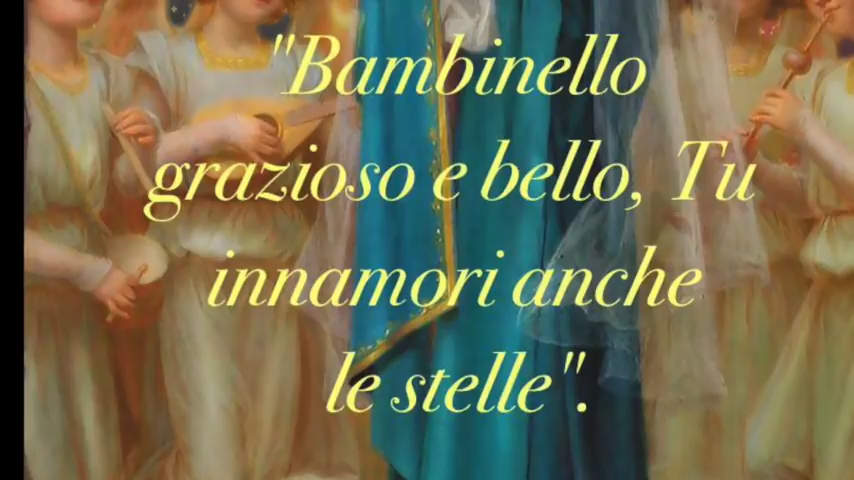 "Bambinello
grazioso e bello, Tu
innamori anche
le stelle".